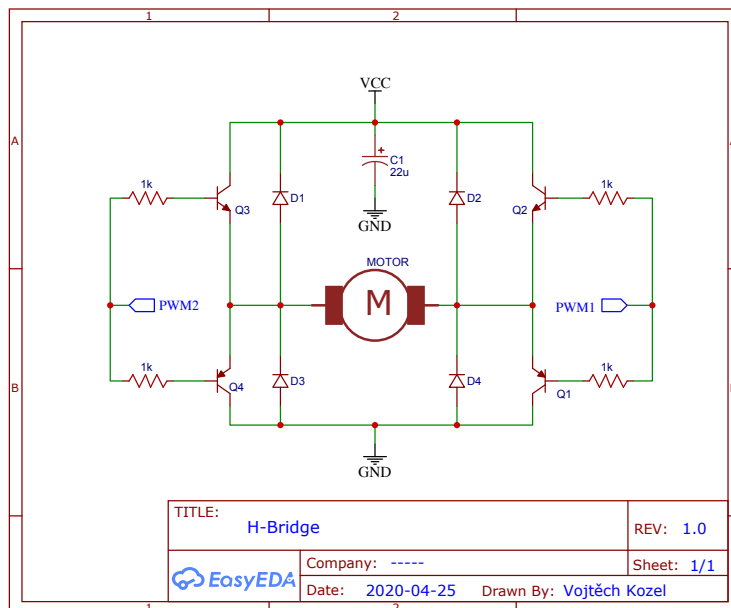 1 2
A
VCC
C1
22u
GND
1k
Q3
D1
D2
Q2
1k
MOTOR
M
PWM2
PWM1
B
1k
Q4
D3
D4
Q1
1k
GND
TITLE:
H-Bridge
REV: 1.0
EasyEDA
Company: -----
Sheet: 1/1
Date: 2020-04-25 Drawn By: Vojtěch Kozel
1 2